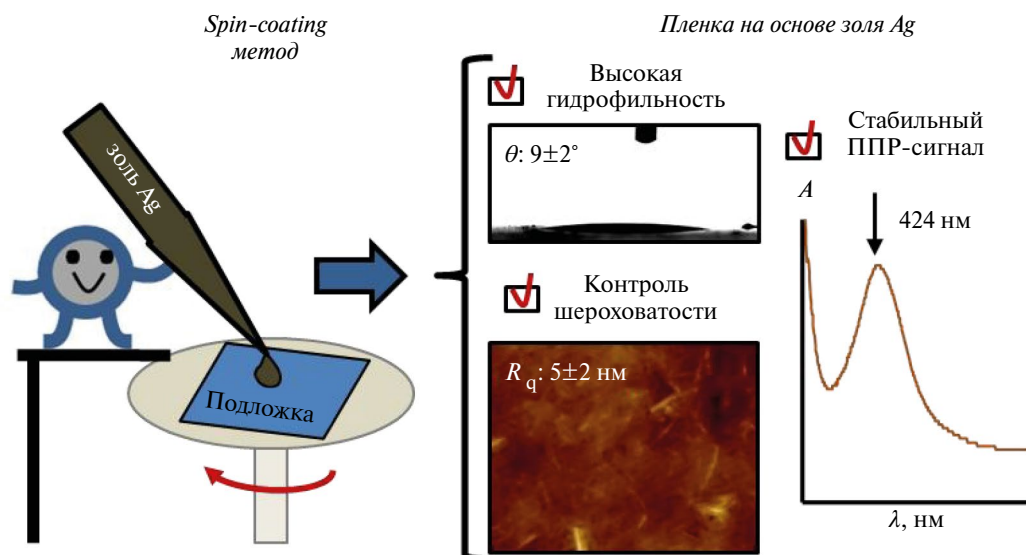 Spin-coating
метод
золь Ag
Подложка
Пленка на основе золя Ag
Высокая
гидрофильность
θ: 9±2°
Контроль
шероховатости
R q: 5±2 нм
Стабильный
ППР-сигнал
A
424 нм
λ, нм